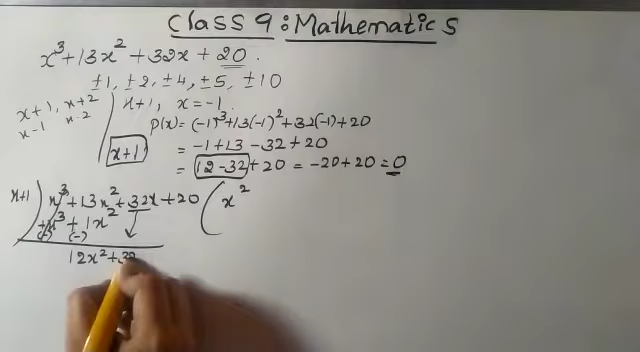 Class 9 : Mathematics
x³+13x²+32x+20.
±1, ±2, ±4, ±5, ±10
x+1, x+2
x-1 x-2
x+1, x=-1.
P(x)= (-1)³+13(-1)²+32(-1)+20
= -1+13-32+20
x+1
= 12-32+20 = -20+20=0
x+1) x³+13x²+32x+20 (x²
x³+1x²
(-) (-)
12x²+32